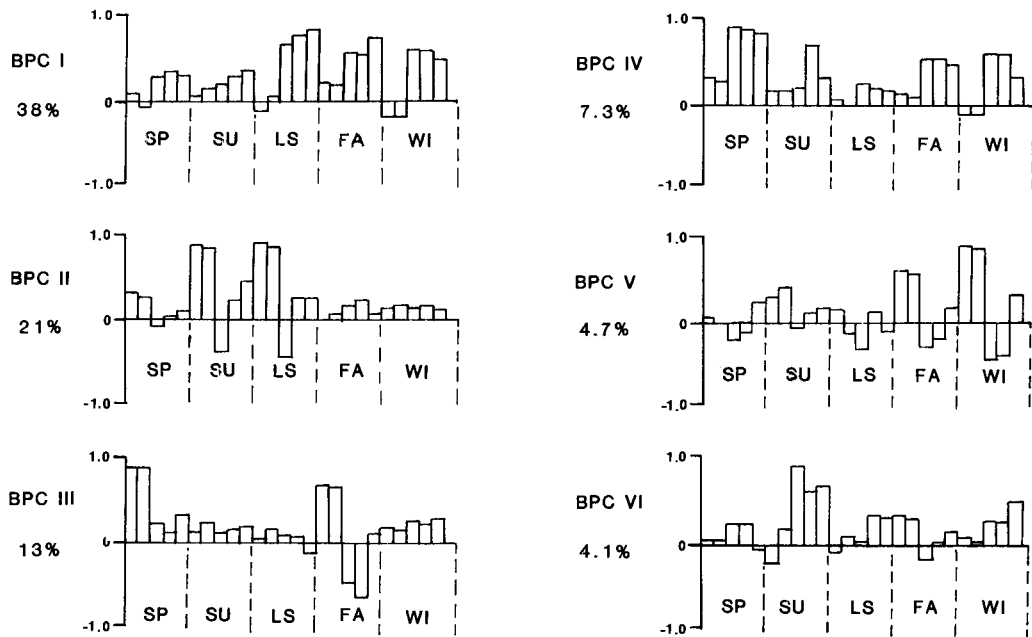 1.0
BPC I
38%
0
-1.0
SP SU LS FA WI
1.0
BPC II
21%
0
-1.0
SP SU LS FA WI
1.0
BPC III
13%
0
-1.0
SP SU LS FA WI
1.0
BPC IV
7.3%
0
-1.0
SP SU LS FA WI
1.0
BPC V
4.7%
0
-1.0
SP SU LS FA WI
1.0
BPC VI
4.1%
0
-1.0
SP SU LS FA WI